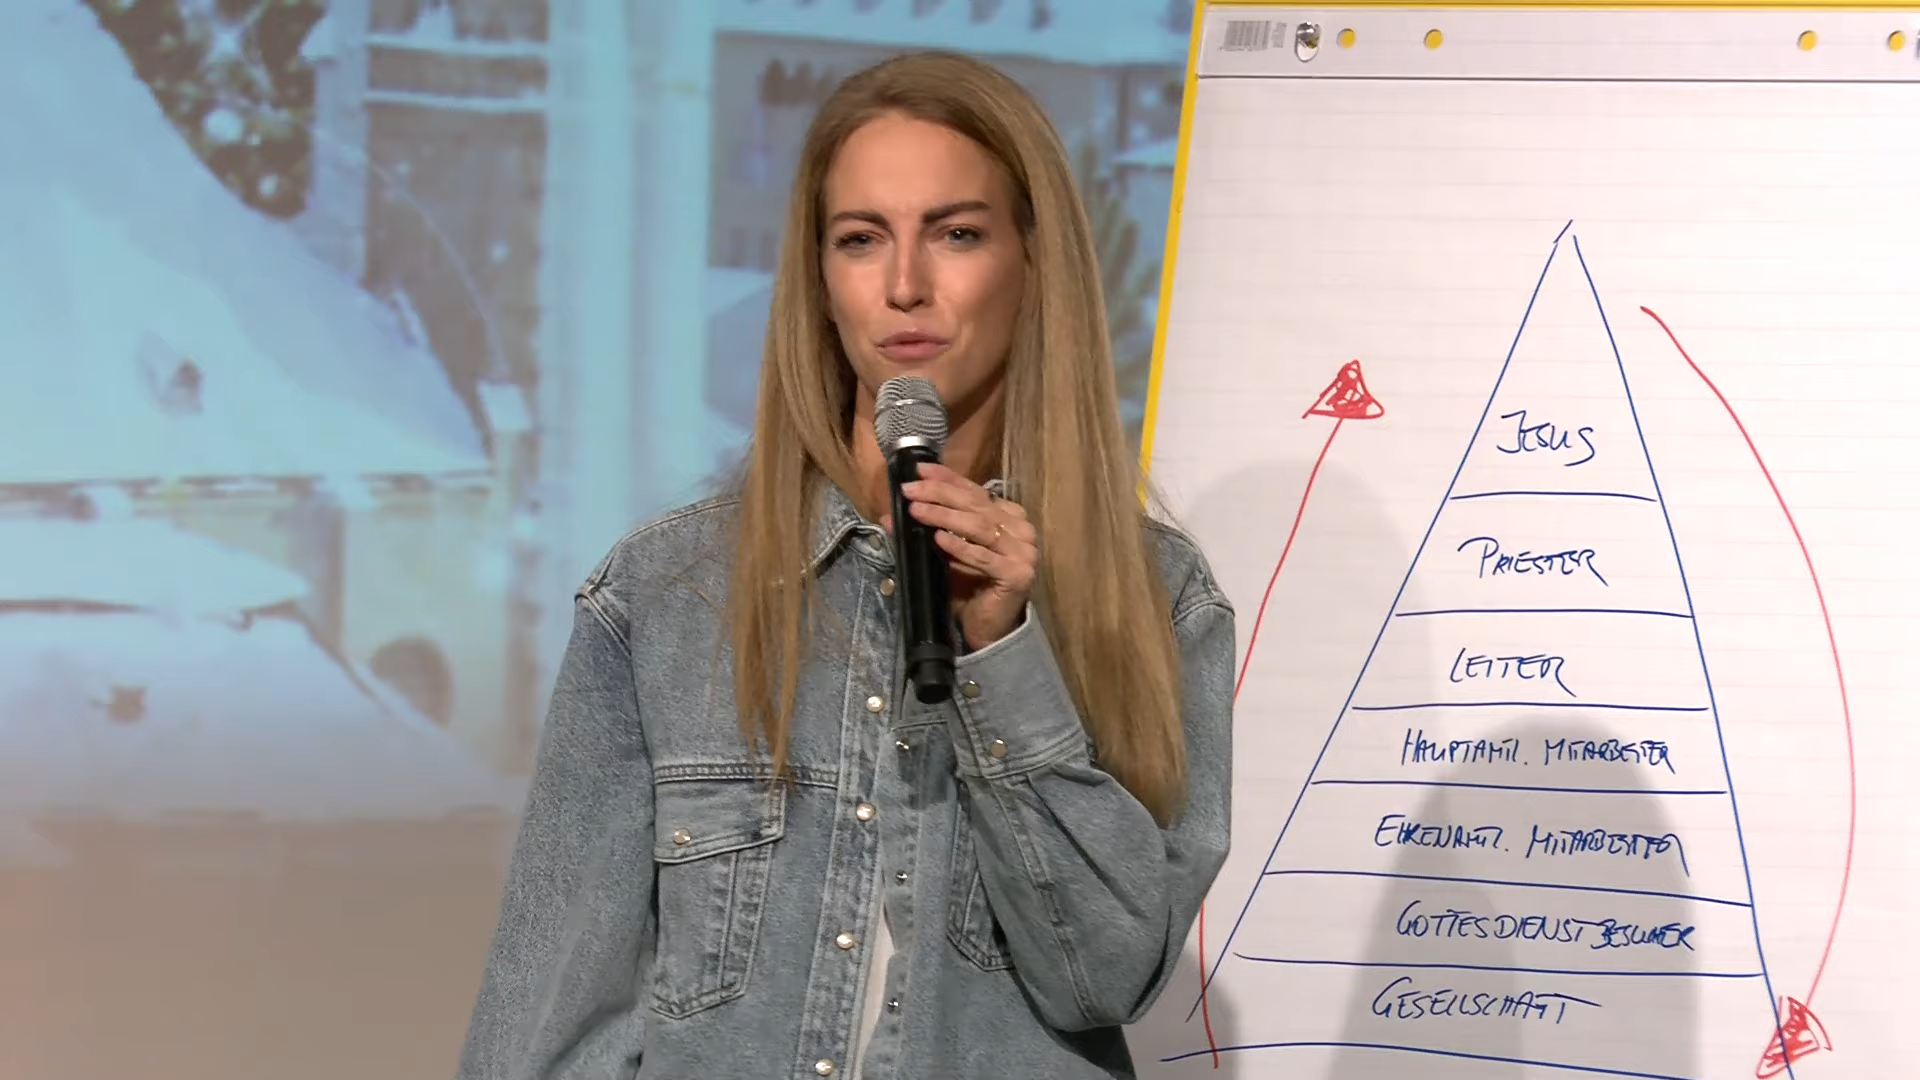 JESUS
PRIESTER
LEITER
HAUPTAMTL. MITARBEITER
EHRENAMTL. MITARBEITER
GOTTESDIENSTBESUCHER
GESELLSCHAFT